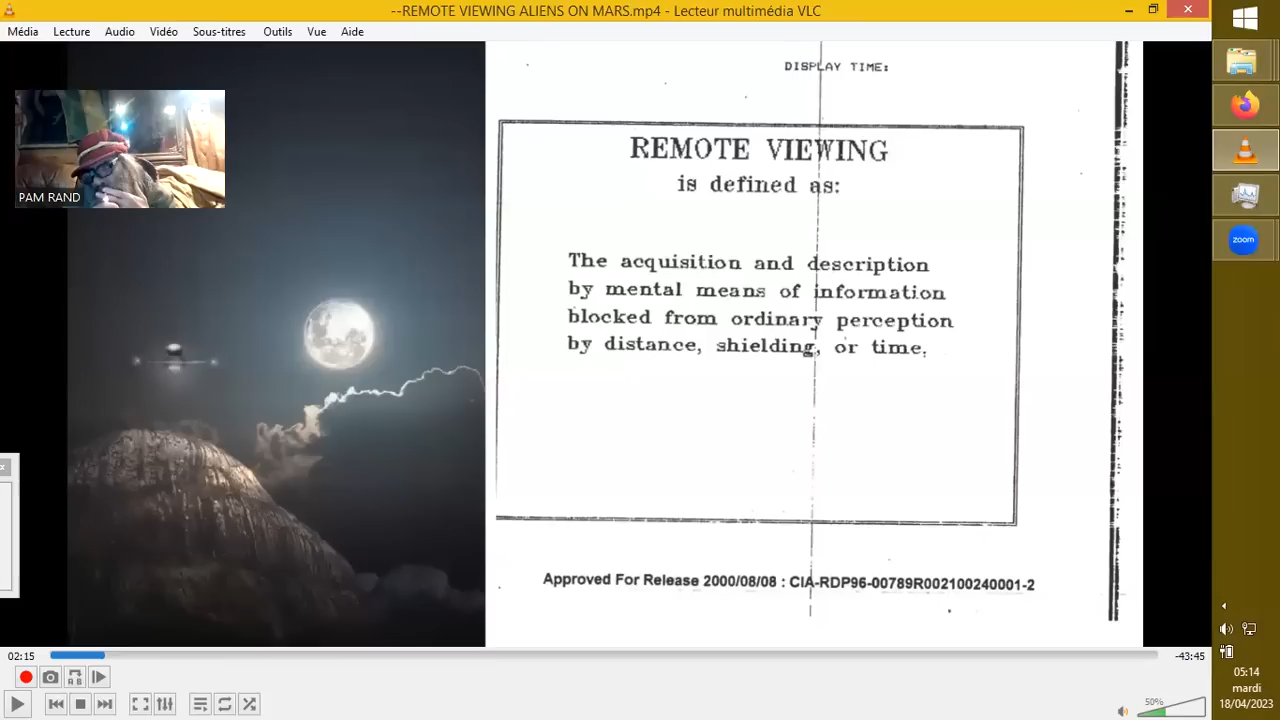 --REMOTE VIEWING ALIENS ON MARS.mp4 - Lecteur multimédia VLC
Média Lecture Audio Vidéo Sous-titres Outils Vue Aide
DISPLAY TIME:
REMOTE VIEWING
is defined as:
The acquisition and description
by mental means of information
blocked from ordinary perception
by distance, shielding, or time.
Approved For Release 2000/08/08 : CIA-RDP96-00789R002100240001-2
PAM RAND
zoom
02:15
-43:45
A B
50%
05:14
mardi
18/04/2023